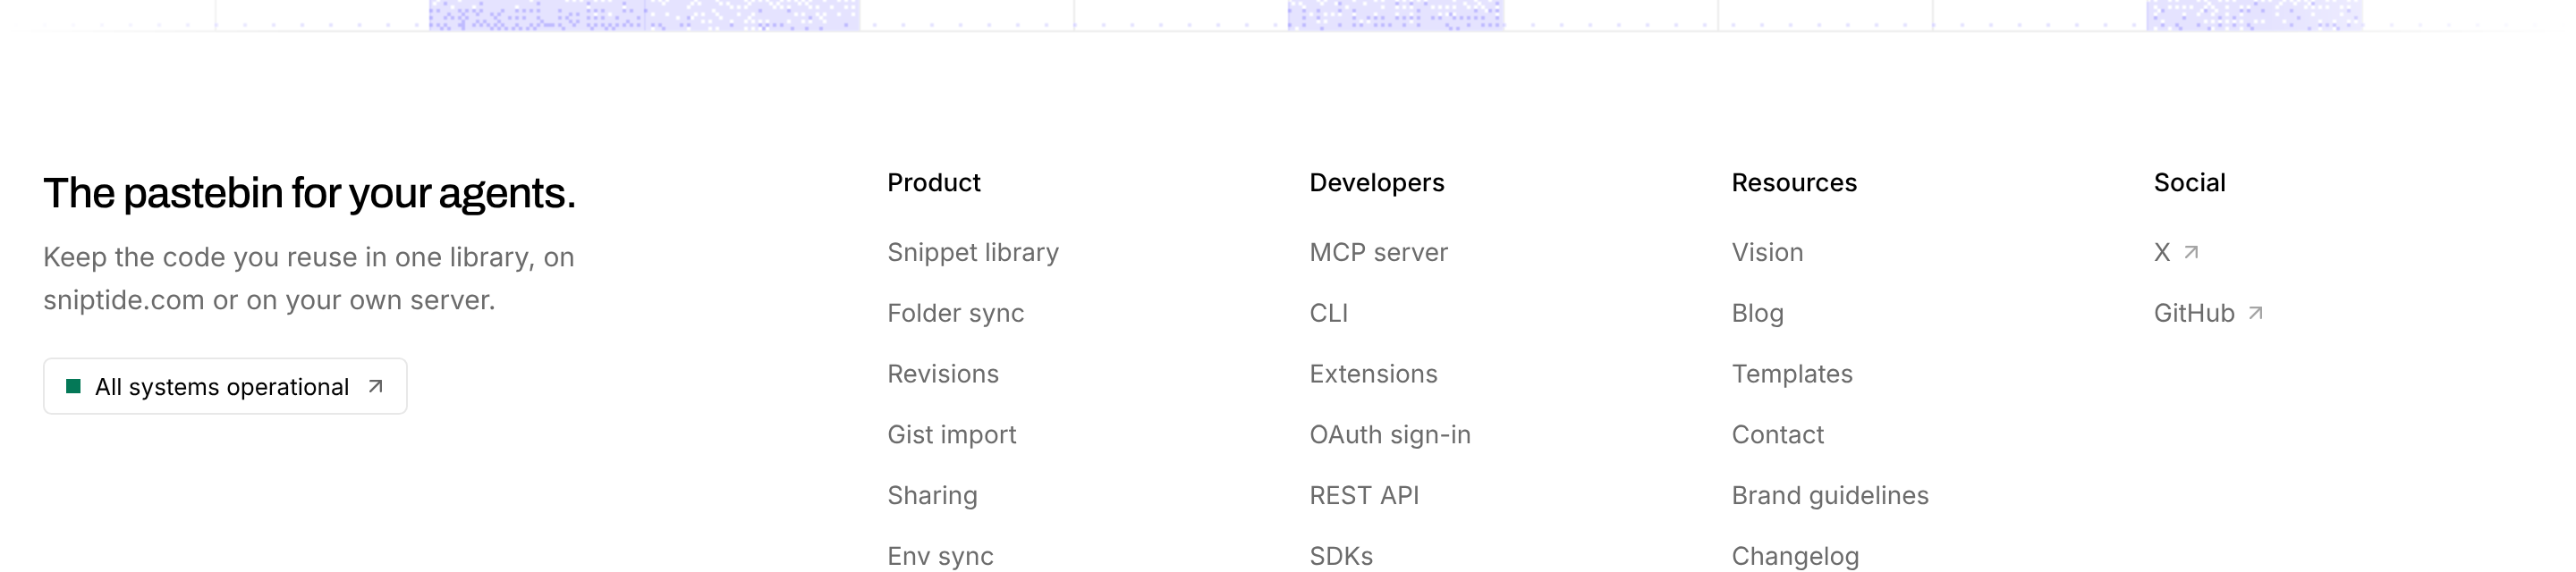 The pastebin for your agents.
Keep the code you reuse in one library, on
sniptide.com or on your own server.
All systems operational
Product
Snippet library
Folder sync
Revisions
Gist import
Sharing
Env sync
Developers
MCP server
CLI
Extensions
OAuth sign-in
REST API
SDKs
Resources
Vision
Blog
Templates
Contact
Brand guidelines
Changelog
Social
X
GitHub